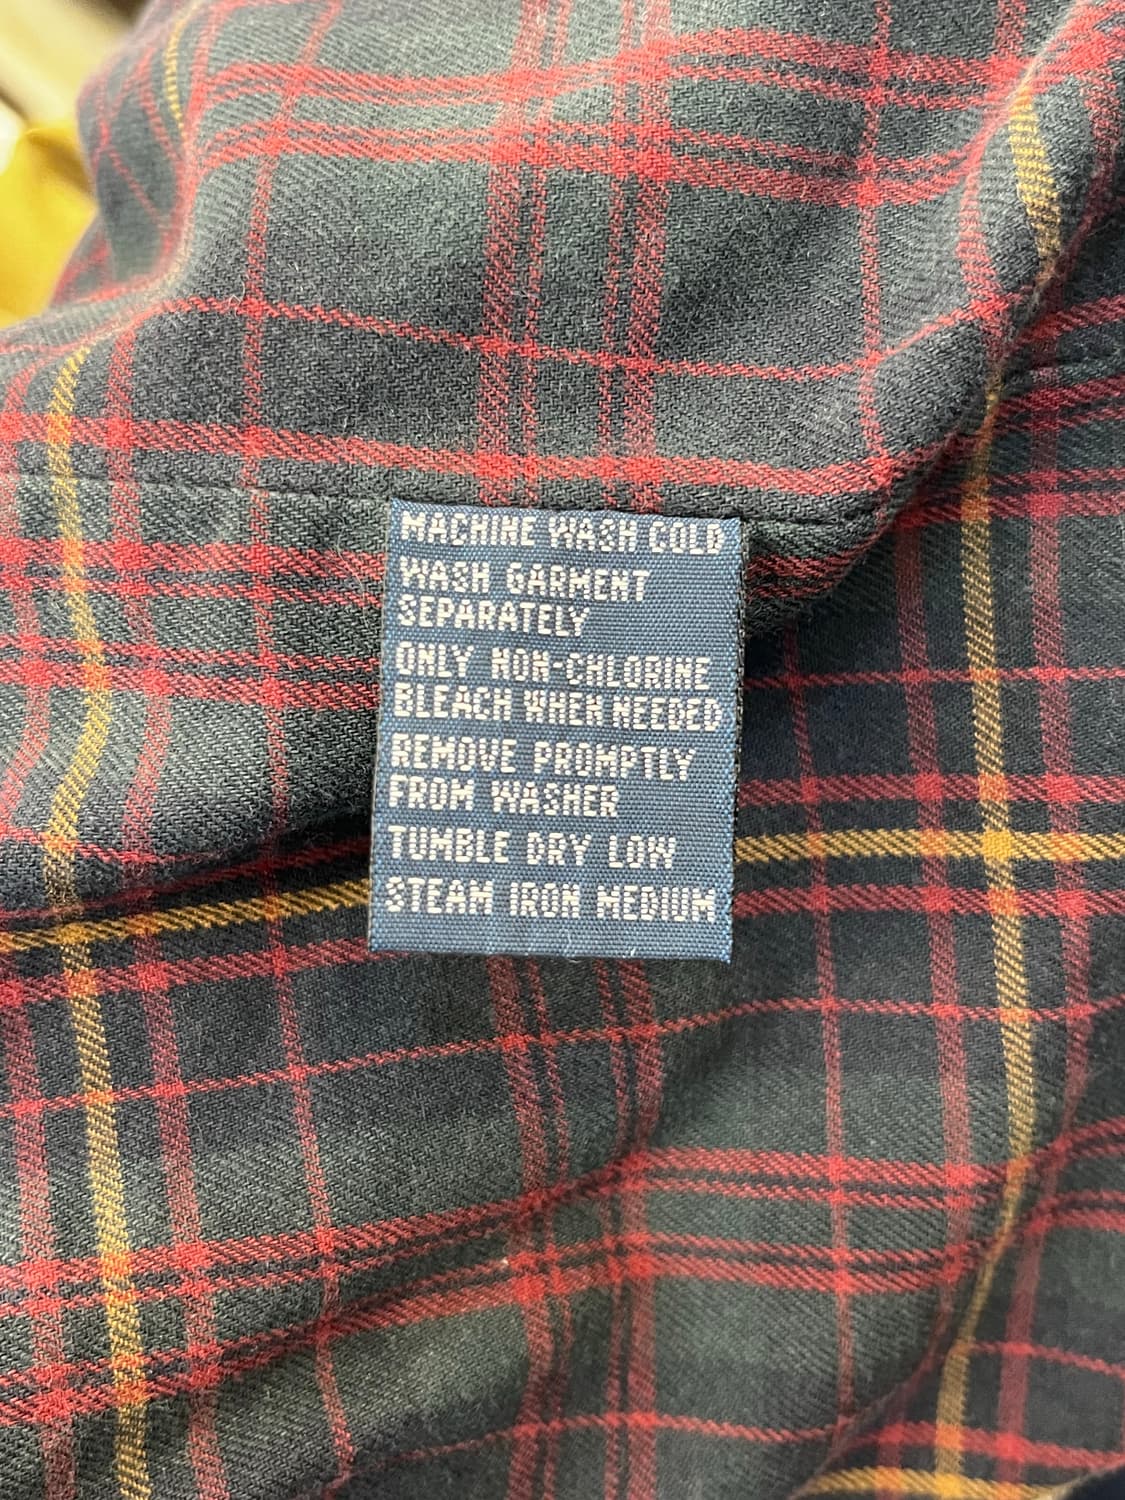 MACHINE WASH COLD
WASH GARMENT
SEPARATELY
ONLY NON-CHLORINE
BLEACH WHEN NEEDED
REMOVE PROMPTLY
FROM WASHER
TUMBLE DRY LOW
STEAM IRON MEDIUM